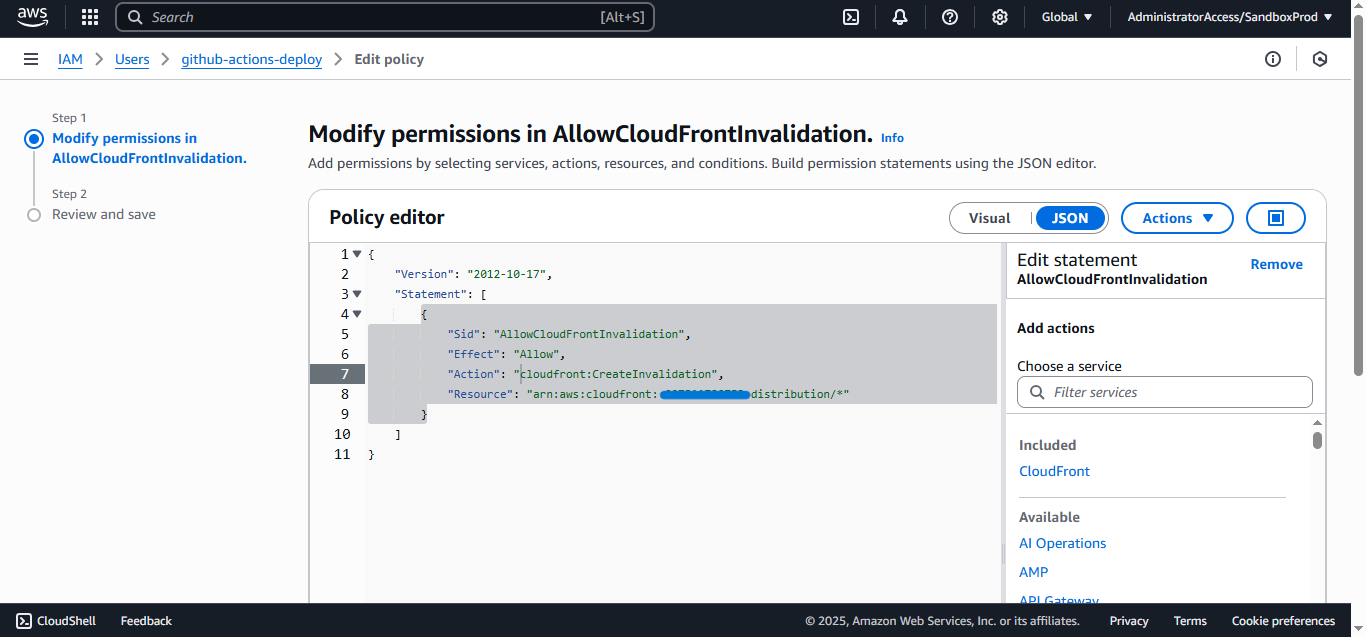 aws
Search [Alt+S]
Global ▼
AdministratorAccess/SandboxProd ▼
IAM > Users > github-actions-deploy > Edit policy
Step 1
Modify permissions in
AllowCloudFrontInvalidation.
Step 2
Review and save
Modify permissions in AllowCloudFrontInvalidation. Info
Add permissions by selecting services, actions, resources, and conditions. Build permission statements using the JSON editor.
Policy editor
Visual | JSON
Actions ▼
1 {
2 "Version": "2012-10-17",
3 "Statement": [
4 {
5 "Sid": "AllowCloudFrontInvalidation",
6 "Effect": "Allow",
7 "Action": "cloudfront:CreateInvalidation",
8 "Resource": "arn:aws:cloudfront: distribution/*"
9 }
10 ]
11 }
Edit statement
AllowCloudFrontInvalidation
Remove
Add actions
Choose a service
Filter services
Included
CloudFront
Available
AI Operations
AMP
API Gateway
CloudShell Feedback
© 2025, Amazon Web Services, Inc. or its affiliates. Privacy Terms Cookie preferences